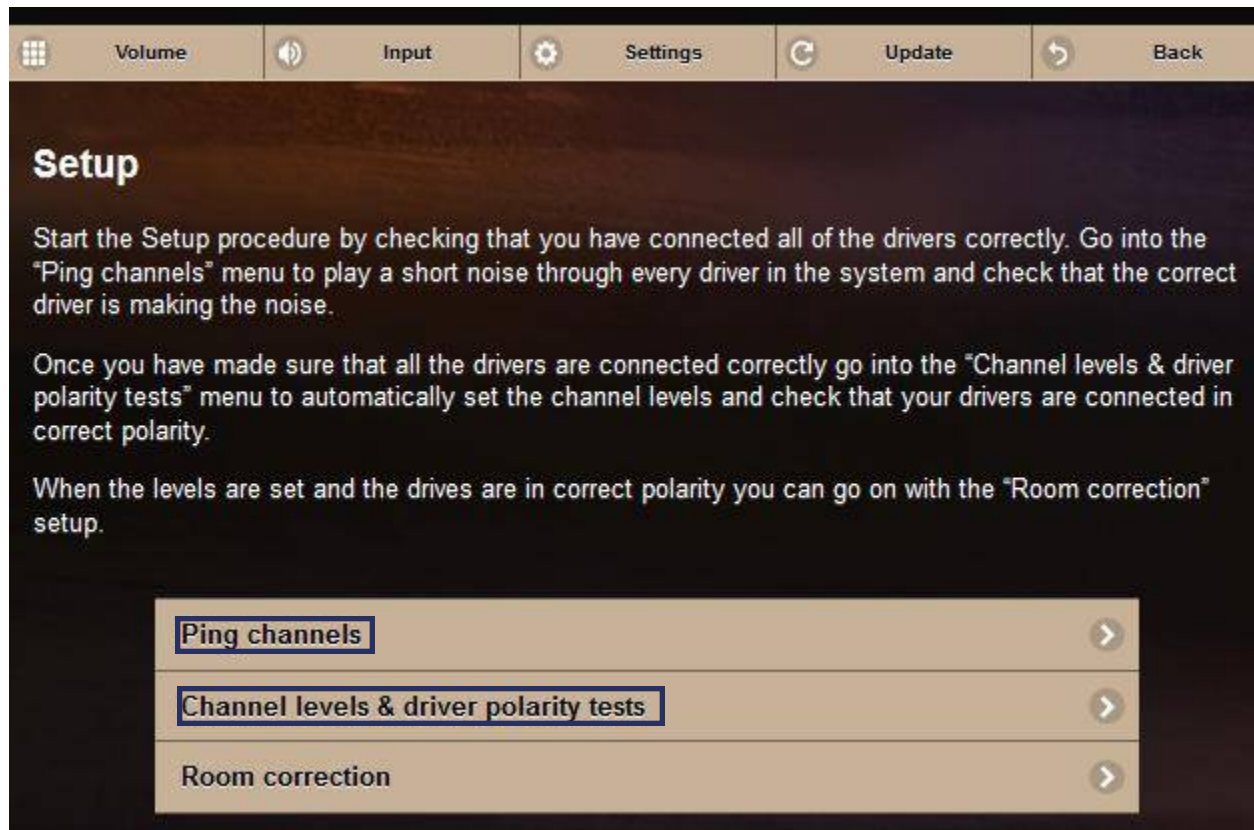 Volume Input Settings Update Back
Setup
Start the Setup procedure by checking that you have connected all of the drivers correctly. Go into the
“Ping channels” menu to play a short noise through every driver in the system and check that the correct
driver is making the noise.
Once you have made sure that all the drivers are connected correctly go into the “Channel levels & driver
polarity tests” menu to automatically set the channel levels and check that your drivers are connected in
correct polarity.
When the levels are set and the drives are in correct polarity you can go on with the “Room correction”
setup.
Ping channels
Channel levels & driver polarity tests
Room correction